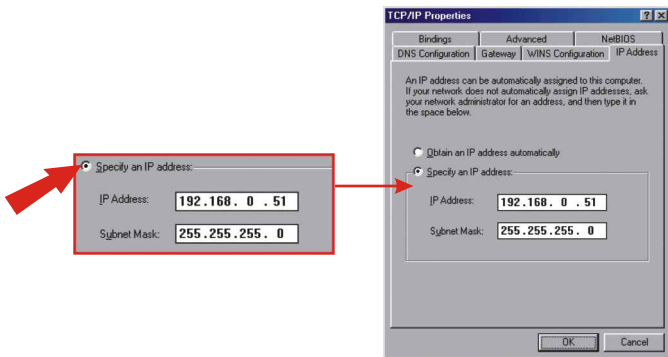 Specify an IP address:
IP Address: 192.168. 0 .51
Subnet Mask: 255.255.255. 0
TCP/IP Properties
Bindings Advanced NetBIOS
DNS Configuration Gateway WINS Configuration IP Address
An IP address can be automatically assigned to this computer.
If your network does not automatically assign IP addresses, ask
your network administrator for an address, and then type it in
the space below.
Obtain an IP address automatically
Specify an IP address:
IP Address: 192.168. 0 .51
Subnet Mask: 255.255.255. 0
OK Cancel